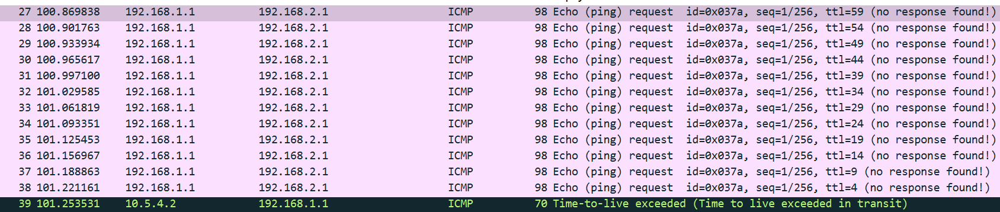 27 100.869838 192.168.1.1 192.168.2.1 ICMP 98 Echo (ping) request id=0x037a, seq=1/256, ttl=59 (no response found!)
28 100.901763 192.168.1.1 192.168.2.1 ICMP 98 Echo (ping) request id=0x037a, seq=1/256, ttl=54 (no response found!)
29 100.933934 192.168.1.1 192.168.2.1 ICMP 98 Echo (ping) request id=0x037a, seq=1/256, ttl=49 (no response found!)
30 100.965617 192.168.1.1 192.168.2.1 ICMP 98 Echo (ping) request id=0x037a, seq=1/256, ttl=44 (no response found!)
31 100.997100 192.168.1.1 192.168.2.1 ICMP 98 Echo (ping) request id=0x037a, seq=1/256, ttl=39 (no response found!)
32 101.029585 192.168.1.1 192.168.2.1 ICMP 98 Echo (ping) request id=0x037a, seq=1/256, ttl=34 (no response found!)
33 101.061819 192.168.1.1 192.168.2.1 ICMP 98 Echo (ping) request id=0x037a, seq=1/256, ttl=29 (no response found!)
34 101.093351 192.168.1.1 192.168.2.1 ICMP 98 Echo (ping) request id=0x037a, seq=1/256, ttl=24 (no response found!)
35 101.125453 192.168.1.1 192.168.2.1 ICMP 98 Echo (ping) request id=0x037a, seq=1/256, ttl=19 (no response found!)
36 101.156967 192.168.1.1 192.168.2.1 ICMP 98 Echo (ping) request id=0x037a, seq=1/256, ttl=14 (no response found!)
37 101.188863 192.168.1.1 192.168.2.1 ICMP 98 Echo (ping) request id=0x037a, seq=1/256, ttl=9 (no response found!)
38 101.221161 192.168.1.1 192.168.2.1 ICMP 98 Echo (ping) request id=0x037a, seq=1/256, ttl=4 (no response found!)
39 101.253531 10.5.4.2 192.168.1.1 ICMP 70 Time-to-live exceeded (Time to live exceeded in transit)